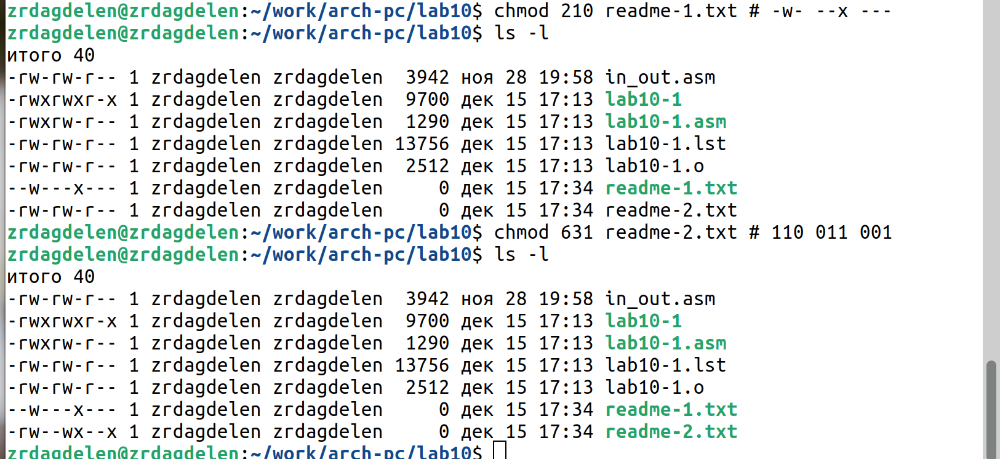 zrdagdelen@zrdagdelen:~/work/arch-pc/lab10$ chmod 210 readme-1.txt # -w- --x ---
zrdagdelen@zrdagdelen:~/work/arch-pc/lab10$ ls -l
итого 40
-rw-rw-r-- 1 zrdagdelen zrdagdelen  3942 ноя 28 19:58 in_out.asm
-rwxrwxr-x 1 zrdagdelen zrdagdelen  9700 дек 15 17:13 lab10-1
-rwxrw-r-- 1 zrdagdelen zrdagdelen  1290 дек 15 17:13 lab10-1.asm
-rw-rw-r-- 1 zrdagdelen zrdagdelen 13756 дек 15 17:13 lab10-1.lst
-rw-rw-r-- 1 zrdagdelen zrdagdelen  2512 дек 15 17:13 lab10-1.o
--w---x--- 1 zrdagdelen zrdagdelen     0 дек 15 17:34 readme-1.txt
-rw-rw-r-- 1 zrdagdelen zrdagdelen     0 дек 15 17:34 readme-2.txt
zrdagdelen@zrdagdelen:~/work/arch-pc/lab10$ chmod 631 readme-2.txt # 110 011 001
zrdagdelen@zrdagdelen:~/work/arch-pc/lab10$ ls -l
итого 40
-rw-rw-r-- 1 zrdagdelen zrdagdelen  3942 ноя 28 19:58 in_out.asm
-rwxrwxr-x 1 zrdagdelen zrdagdelen  9700 дек 15 17:13 lab10-1
-rwxrw-r-- 1 zrdagdelen zrdagdelen  1290 дек 15 17:13 lab10-1.asm
-rw-rw-r-- 1 zrdagdelen zrdagdelen 13756 дек 15 17:13 lab10-1.lst
-rw-rw-r-- 1 zrdagdelen zrdagdelen  2512 дек 15 17:13 lab10-1.o
--w---x--- 1 zrdagdelen zrdagdelen     0 дек 15 17:34 readme-1.txt
-rw--wx--x 1 zrdagdelen zrdagdelen     0 дек 15 17:34 readme-2.txt
zrdagdelen@zrdagdelen:~/work/arch-pc/lab10$